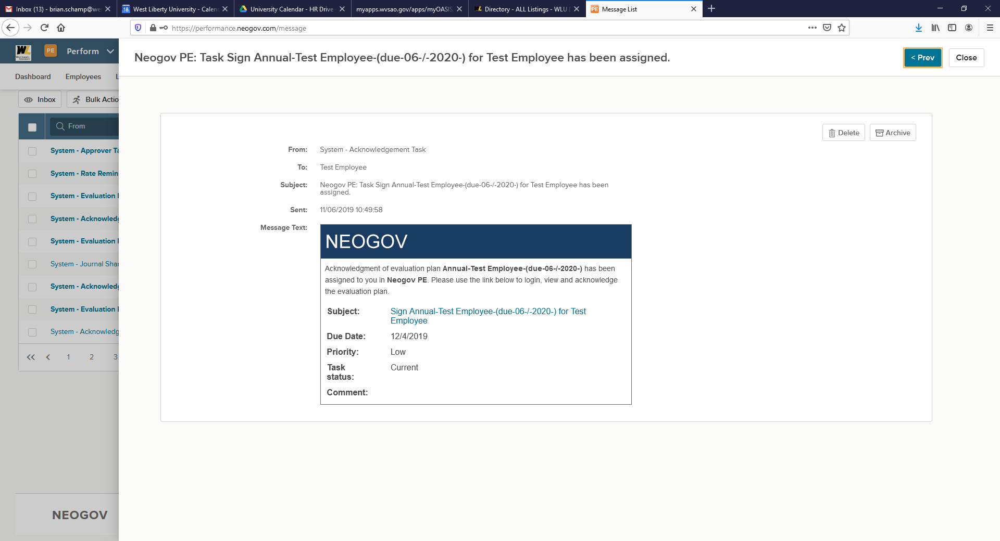 Inbox (13) - brian.schamp@we
West Liberty University - Calen
University Calendar - HR Drive
myapps.wvsao.gov/apps/myOASIS
Directory - ALL Listings - WLU
Message List
https://performance.neogov.com/message
PE
Perform
Neogov PE: Task Sign Annual-Test Employee-(due-06-/-2020-) for Test Employee has been assigned.
< Prev
Close
Dashboard
Employees
Inbox
Bulk Actio
From
System - Approver Ta
System - Rate Remin
System - Evaluation
System - Acknowledg
System - Evaluation
System - Journal Shar
System - Acknowledg
System - Evaluation
System - Acknowledg
1 2 3
NEOGOV
Delete
Archive
From: System - Acknowledgement Task
To: Test Employee
Subject: Neogov PE: Task Sign Annual-Test Employee-(due-06-/-2020-) for Test Employee has been
assigned.
Sent: 11/06/2019 10:49:58
Message Text:
NEOGOV
Acknowledgment of evaluation plan Annual-Test Employee-(due-06-/-2020-) has been
assigned to you in Neogov PE. Please use the link below to login, view and acknowledge
the evaluation plan.
Subject: Sign Annual-Test Employee-(due-06-/-2020-) for Test
Employee
Due Date: 12/4/2019
Priority: Low
Task Current
status:
Comment: